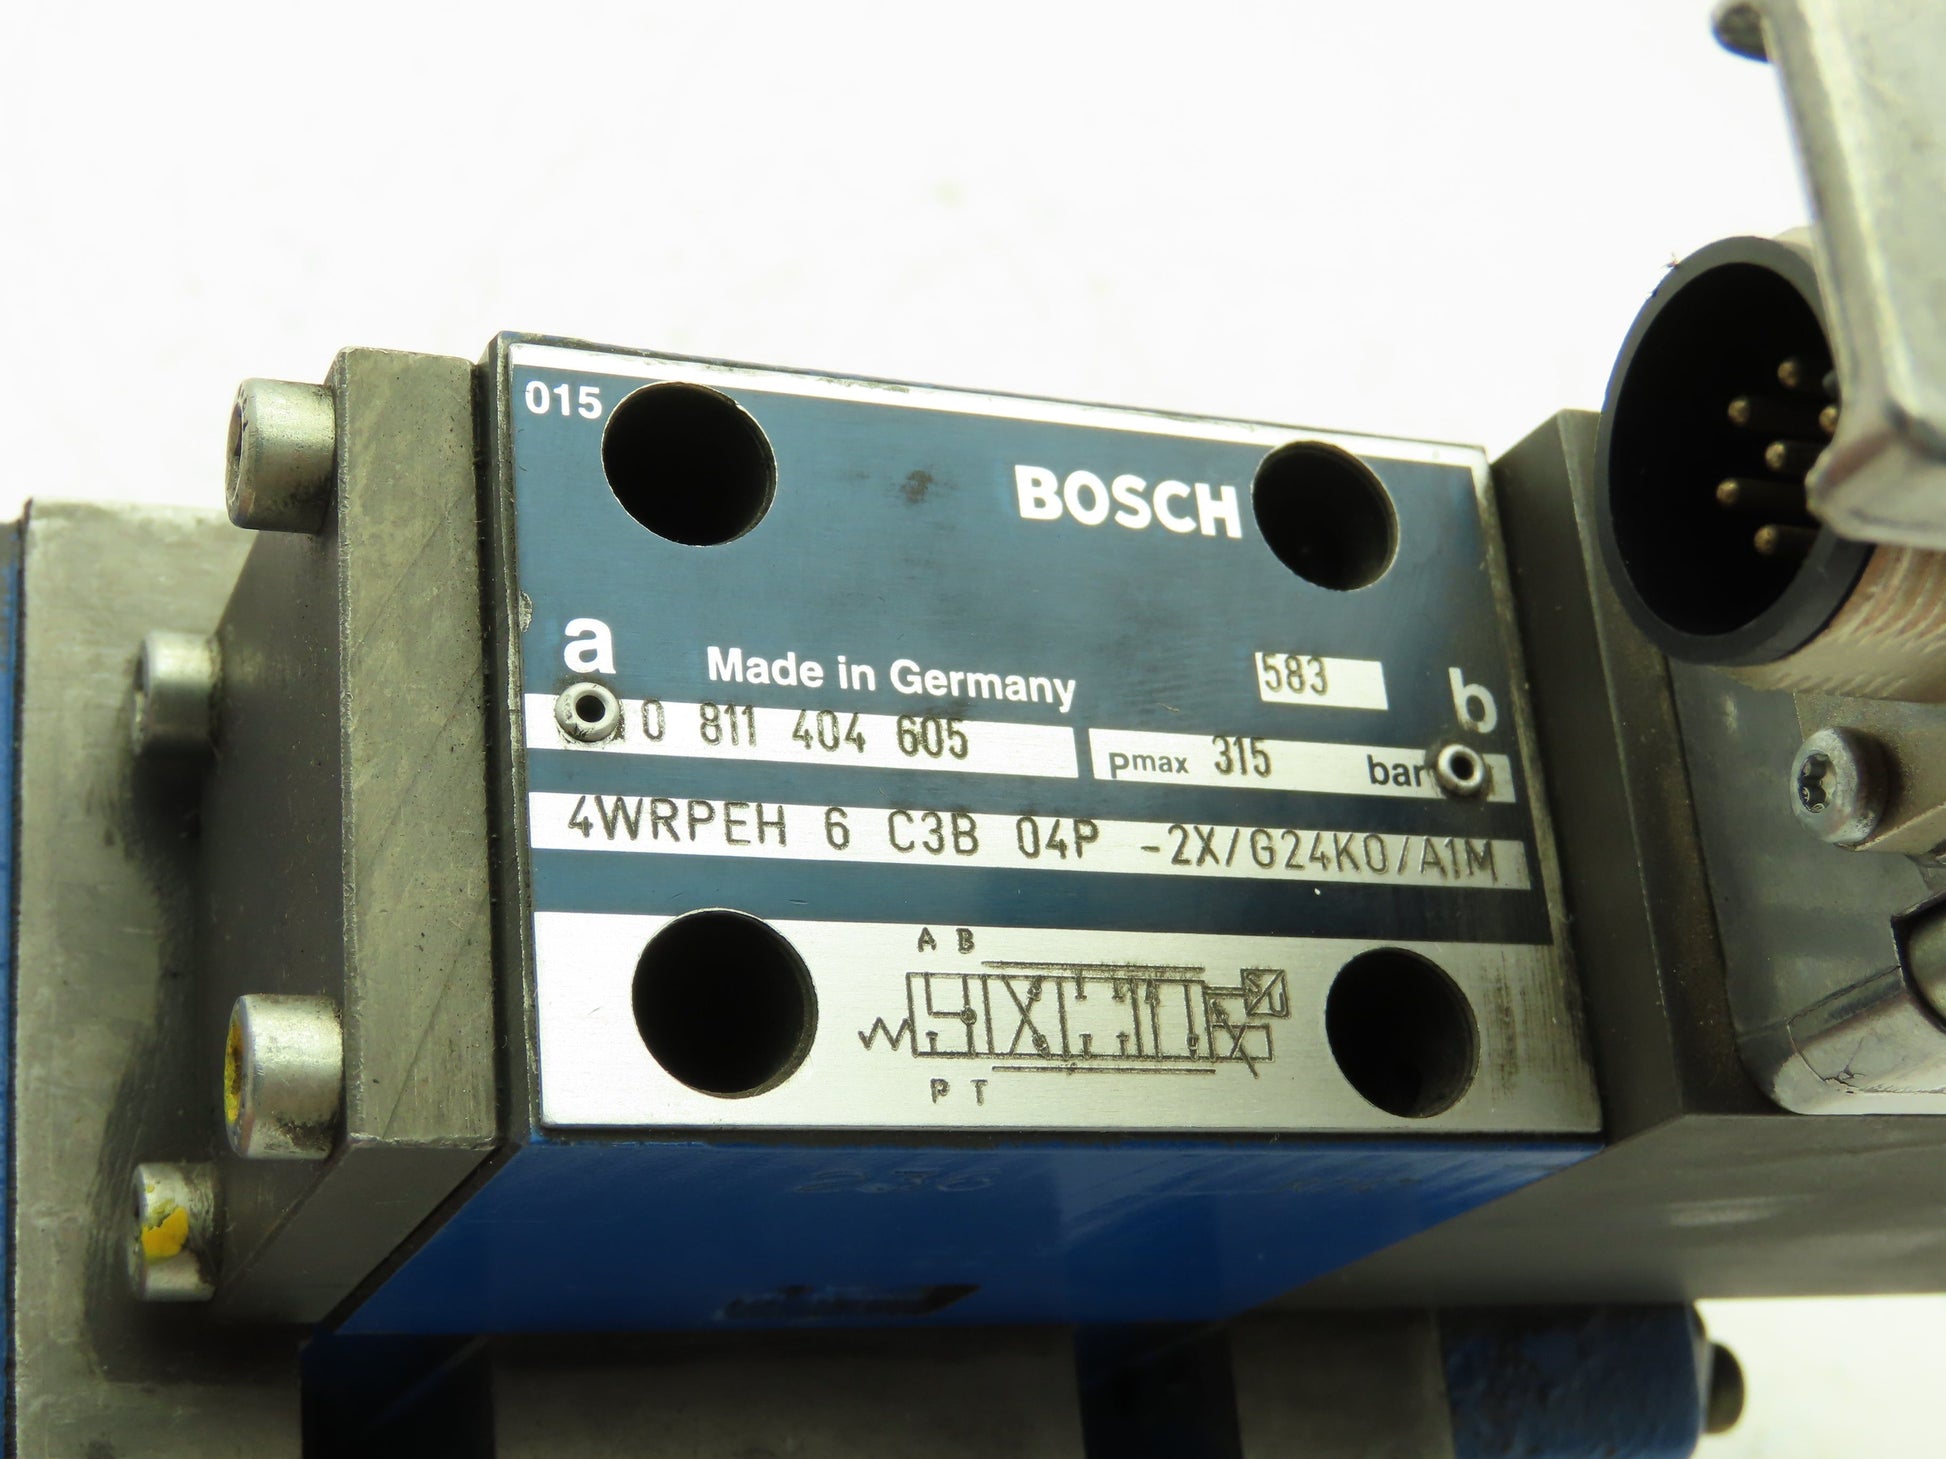 015
BOSCH
a
Made in Germany
583
b
0 811 404 605
pmax 315 bar
4WRPEH 6 C3B 04P -2X/G24K0/A1M
A B
P T